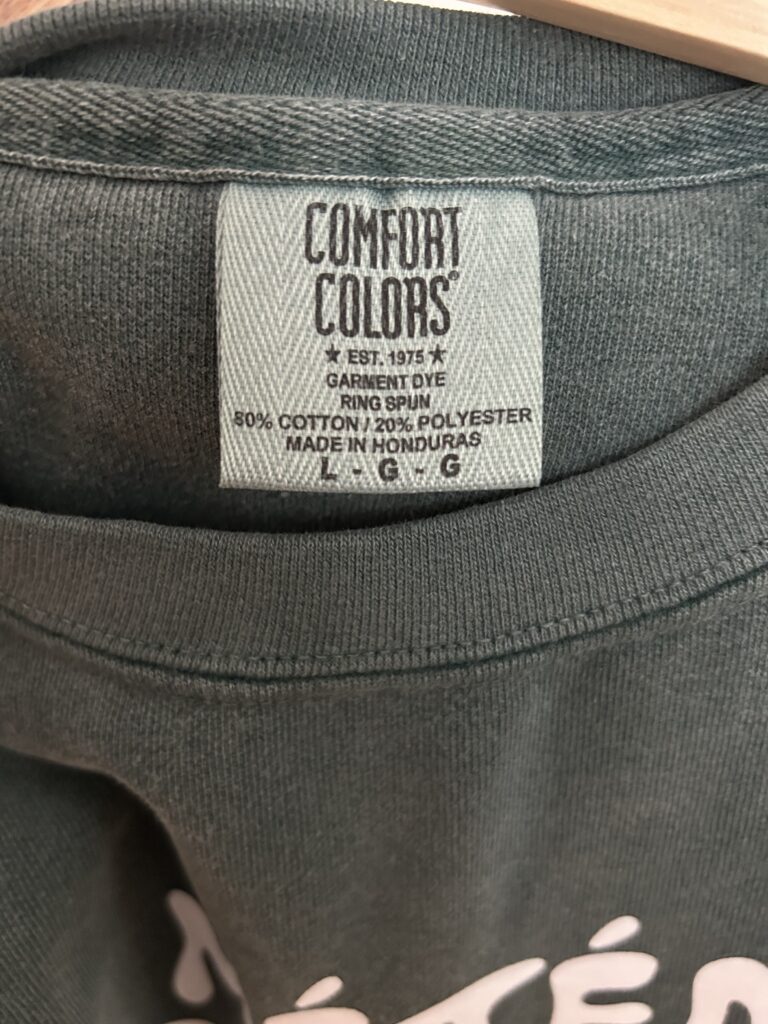 COMFORT
COLORS®
★ EST. 1975 ★
GARMENT DYE
RING SPUN
80% COTTON / 20% POLYESTER
MADE IN HONDURAS
L - G - G